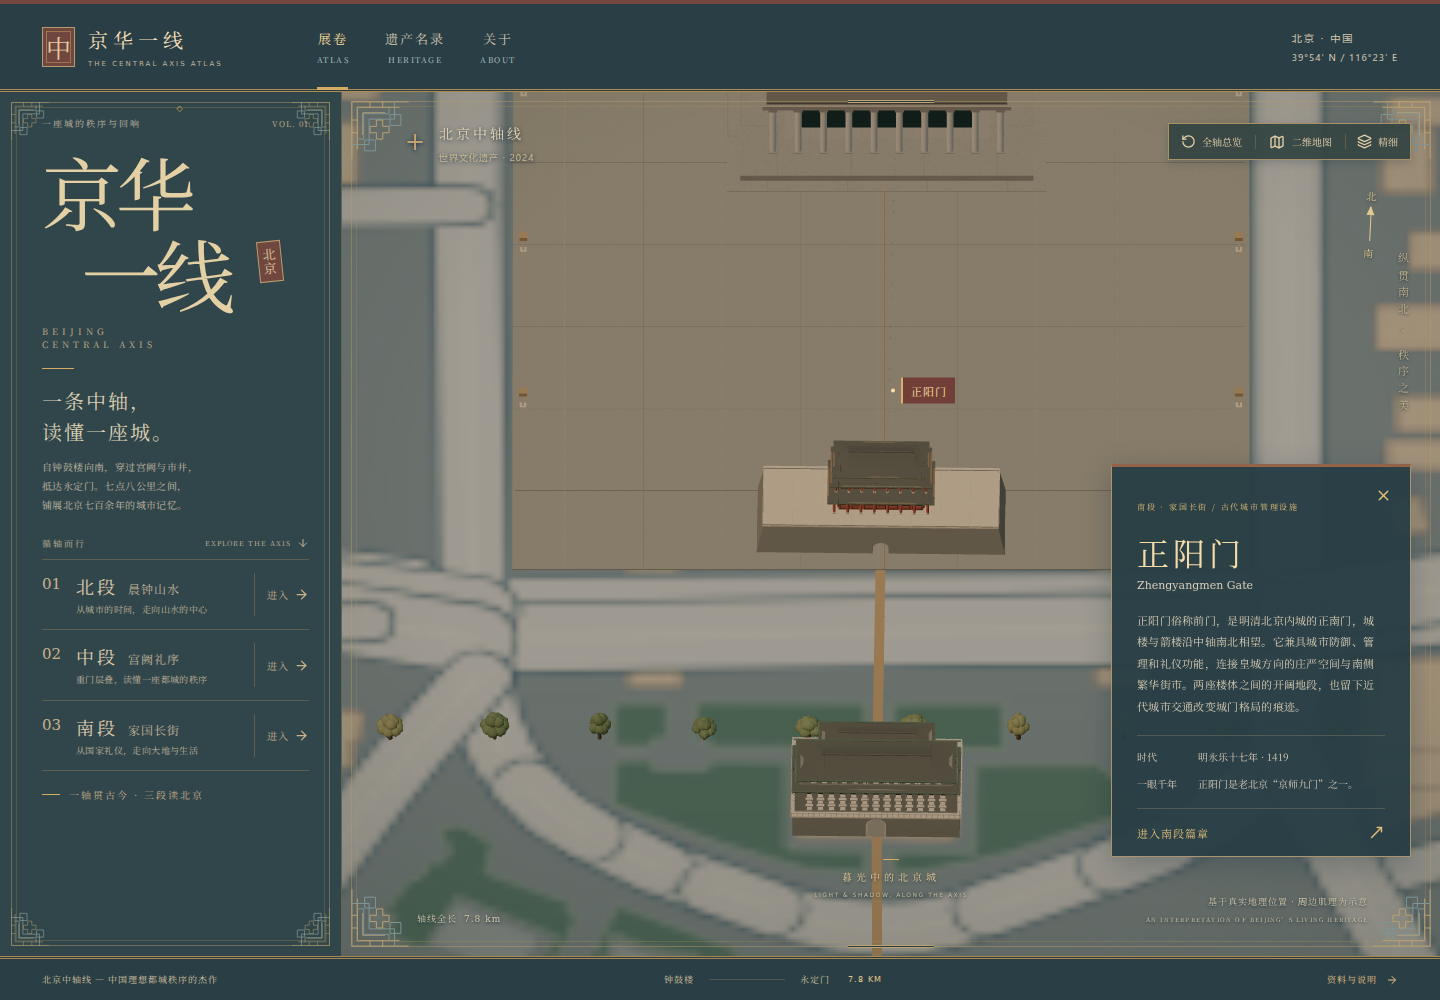 中
京华一线
THE CENTRAL AXIS ATLAS
展卷
ATLAS
遗产名录
HERITAGE
关于
ABOUT
北京 · 中国
39°54′ N / 116°23′ E
一座城的秩序与回响
VOL. 01
京华
一线
北京
BEIJING
CENTRAL AXIS
一条中轴，
读懂一座城。
自钟鼓楼向南，穿过宫阙与市井，
抵达永定门。七点八公里之间，
铺展北京七百余年的城市记忆。
循轴而行
EXPLORE THE AXIS
01
北段 晨钟山水
从城市的时间，走向山水的中心
进入
02
中段 宫阙礼序
重门层叠，读懂一座都城的秩序
进入
03
南段 家国长街
从国家礼仪，走向大地与生活
进入
一轴贯古今 · 三段读北京
北京中轴线
世界文化遗产 · 2024
全轴总览
二维地图
精细
北
南
纵贯南北 · 秩序之美
正阳门
南段 · 家国长街 / 古代城市管理设施
正阳门
Zhengyangmen Gate
正阳门俗称前门，是明清北京内城的正南门，城
楼与箭楼沿中轴南北相望。它兼具城市防御、管
理和礼仪功能，连接皇城方向的庄严空间与南侧
繁华街市。两座楼体之间的开阔地段，也留下近
代城市交通改变城门格局的痕迹。
时代 明永乐十七年 · 1419
一眼千年 正阳门是老北京“京师九门”之一。
进入南段篇章
暮光中的北京城
LIGHT & SHADOW, ALONG THE AXIS
轴线全长 7.8 km
基于真实地理位置 · 周边肌理为示意
AN INTERPRETATION OF BEIJING'S LIVING HERITAGE
北京中轴线 — 中国理想都城秩序的杰作
钟鼓楼
永定门
7.8 KM
资料与说明